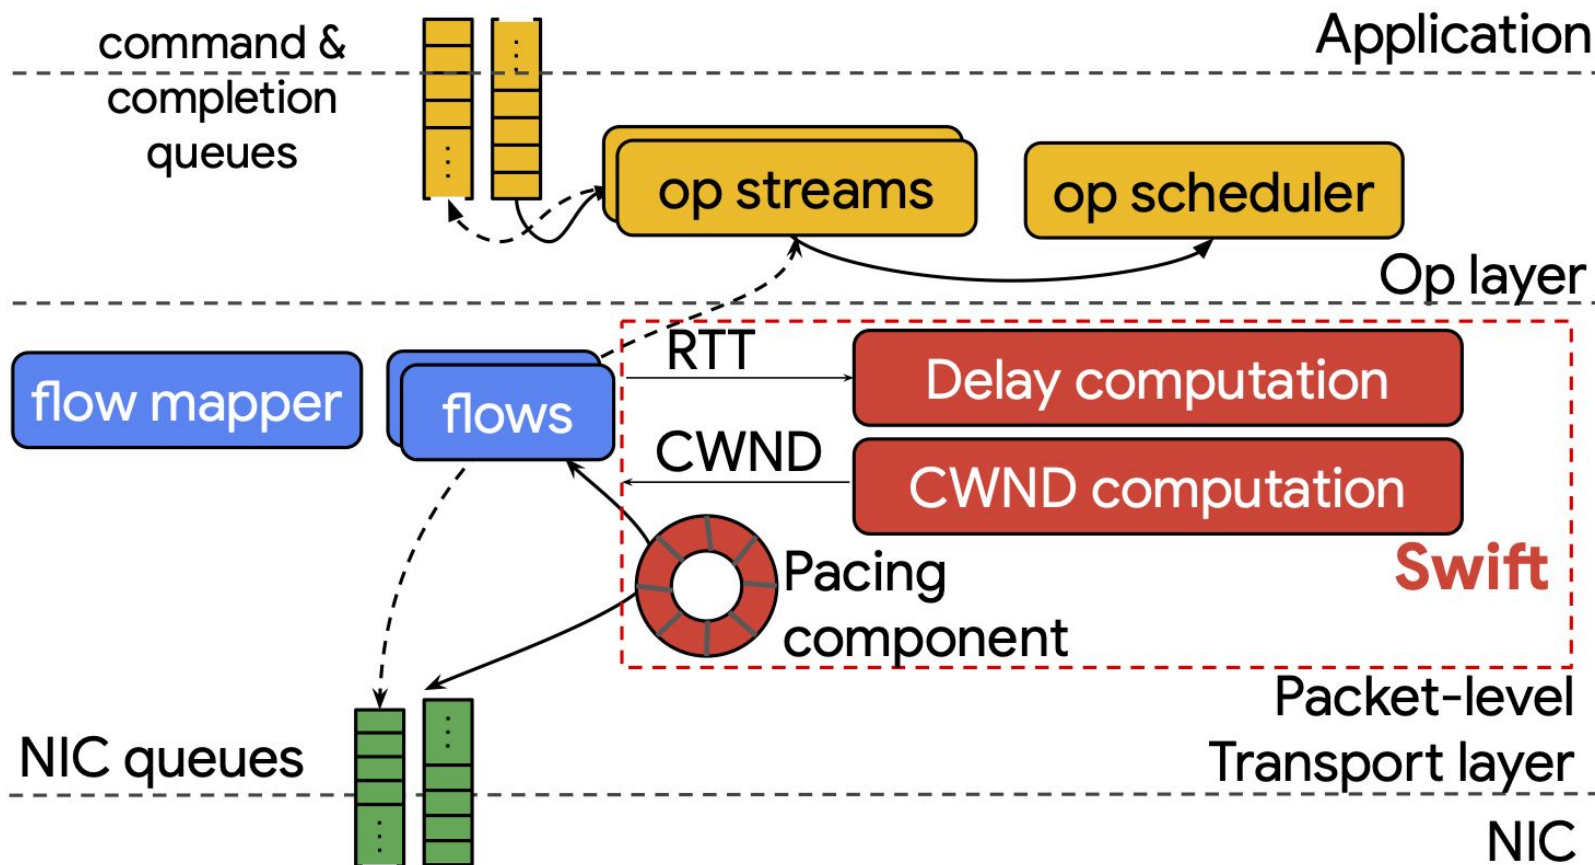 command &
completion
queues
Application
op streams
op scheduler
Op layer
flow mapper
flows
RTT
Delay computation
CWND
CWND computation
Pacing
component
Swift
Packet-level
Transport layer
NIC queues
NIC